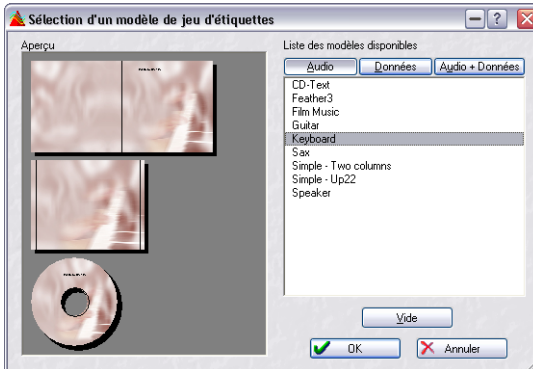 Sélection d'un modèle de jeu d'étiquettes
Aperçu
Liste des modèles disponibles
Audio
Données
Audio + Données
CD-Text
Feather3
Film Music
Guitar
Keyboard
Sax
Simple - Two columns
Simple - Up22
Speaker
Vide
OK
Annuler